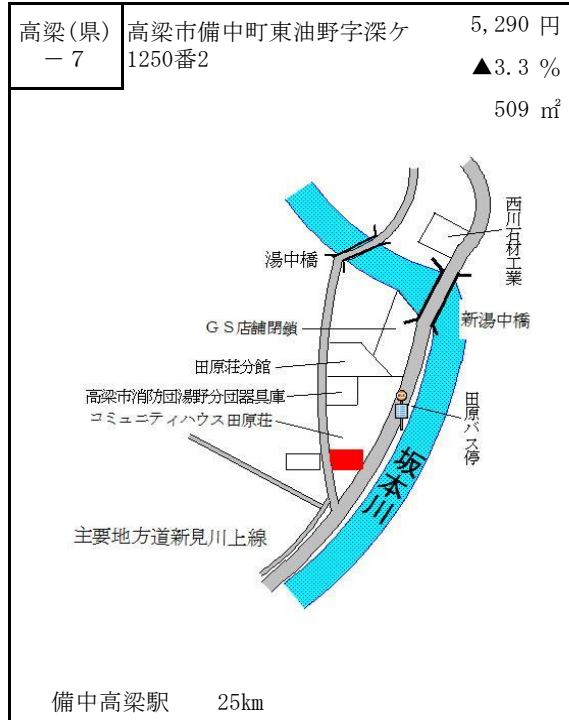 高梁(県)
－７
高梁市備中町東油野字深ケ
1250番2
5,290 円
▲3.3 %
509 ㎡
西川石材工業
湯中橋
新湯中橋
ＧＳ店舗閉鎖
田原荘分館
高梁市消防団湯野分団器具庫
コミュニティハウス田原荘
田原バス停
坂本川
主要地方道新見川上線
備中高梁駅　25km